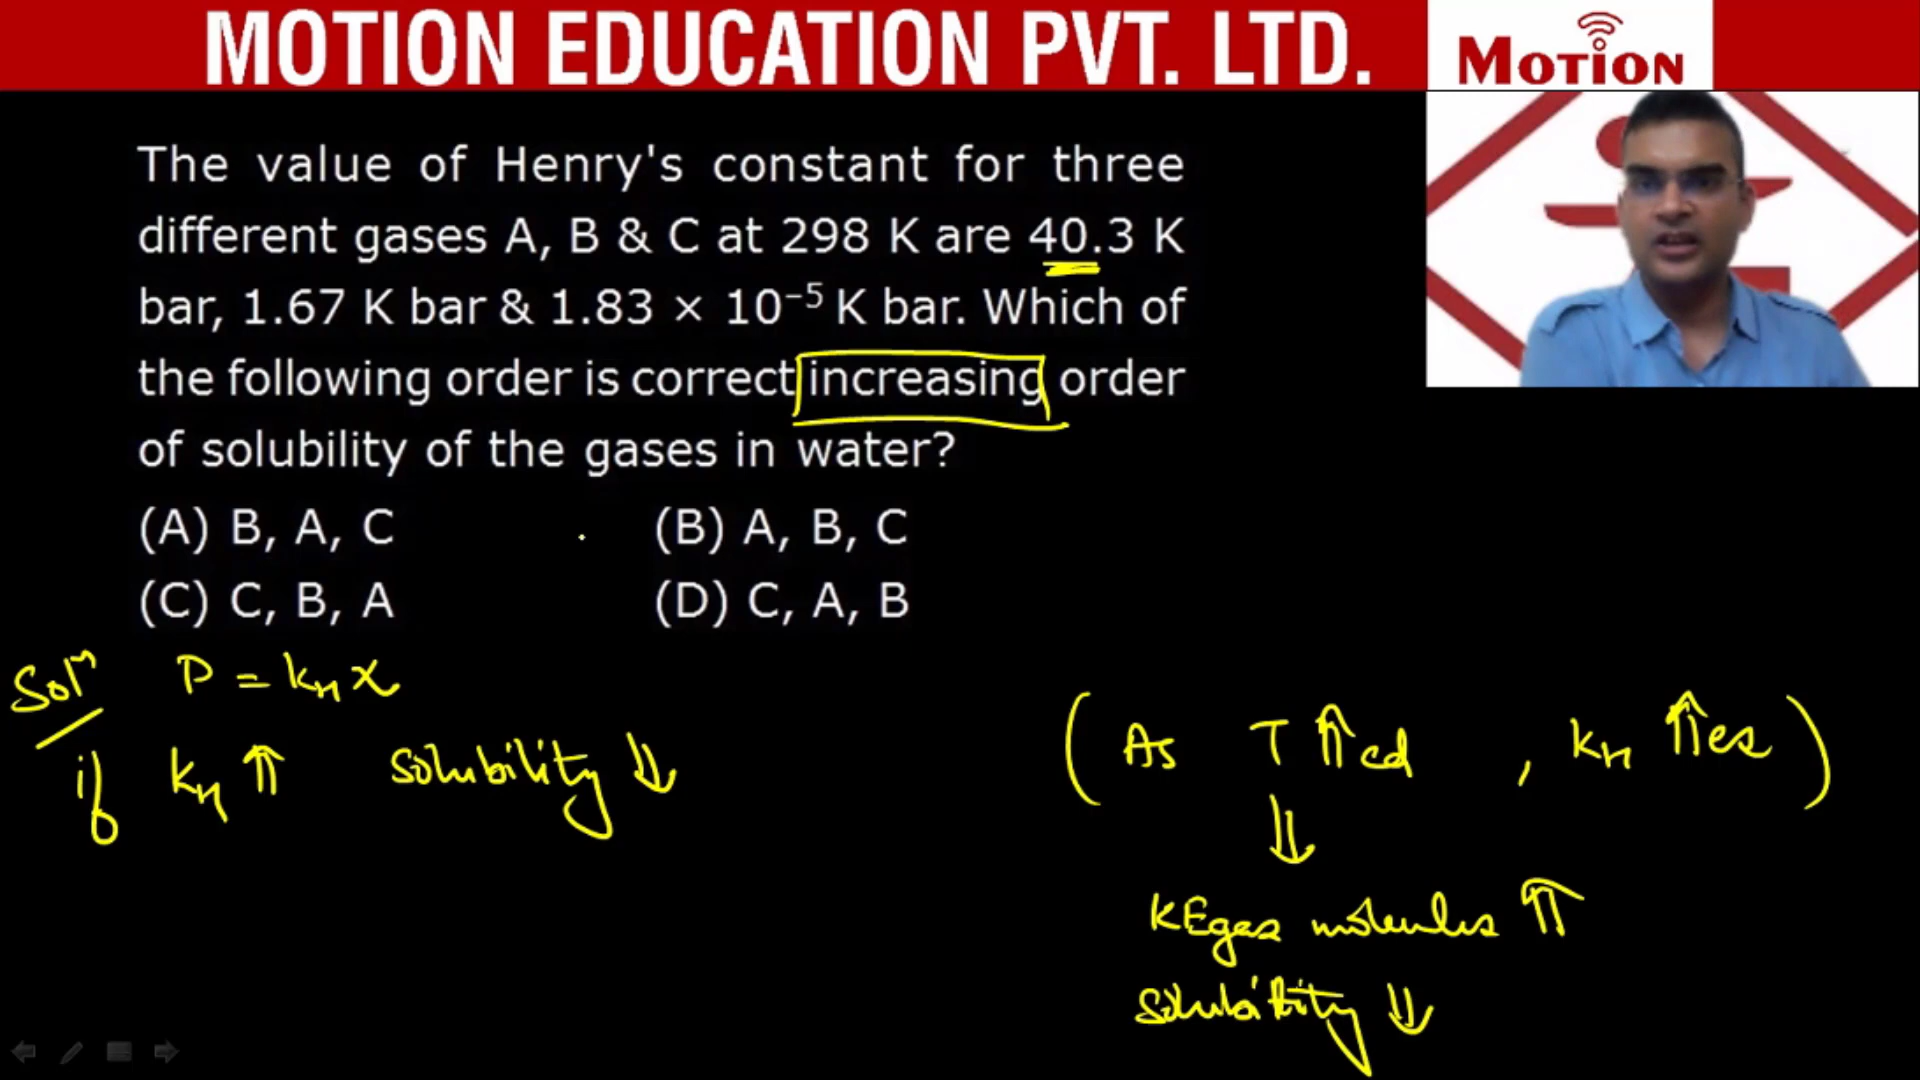 MOTION EDUCATION PVT. LTD.
MOTION
The value of Henry's constant for three
different gases A, B & C at 298 K are 40.3 K
bar, 1.67 K bar & 1.83 × 10⁻⁵ K bar. Which of
the following order is correct increasing order
of solubility of the gases in water?
(A) B, A, C (B) A, B, C
(C) C, B, A (D) C, A, B
Solⁿ P = kₕ x
if kₕ ⇑ solubility ⇓
(As T ⇑ed , kₕ ⇑es)
⇓
KE gas molecules ⇑
solubility ⇓